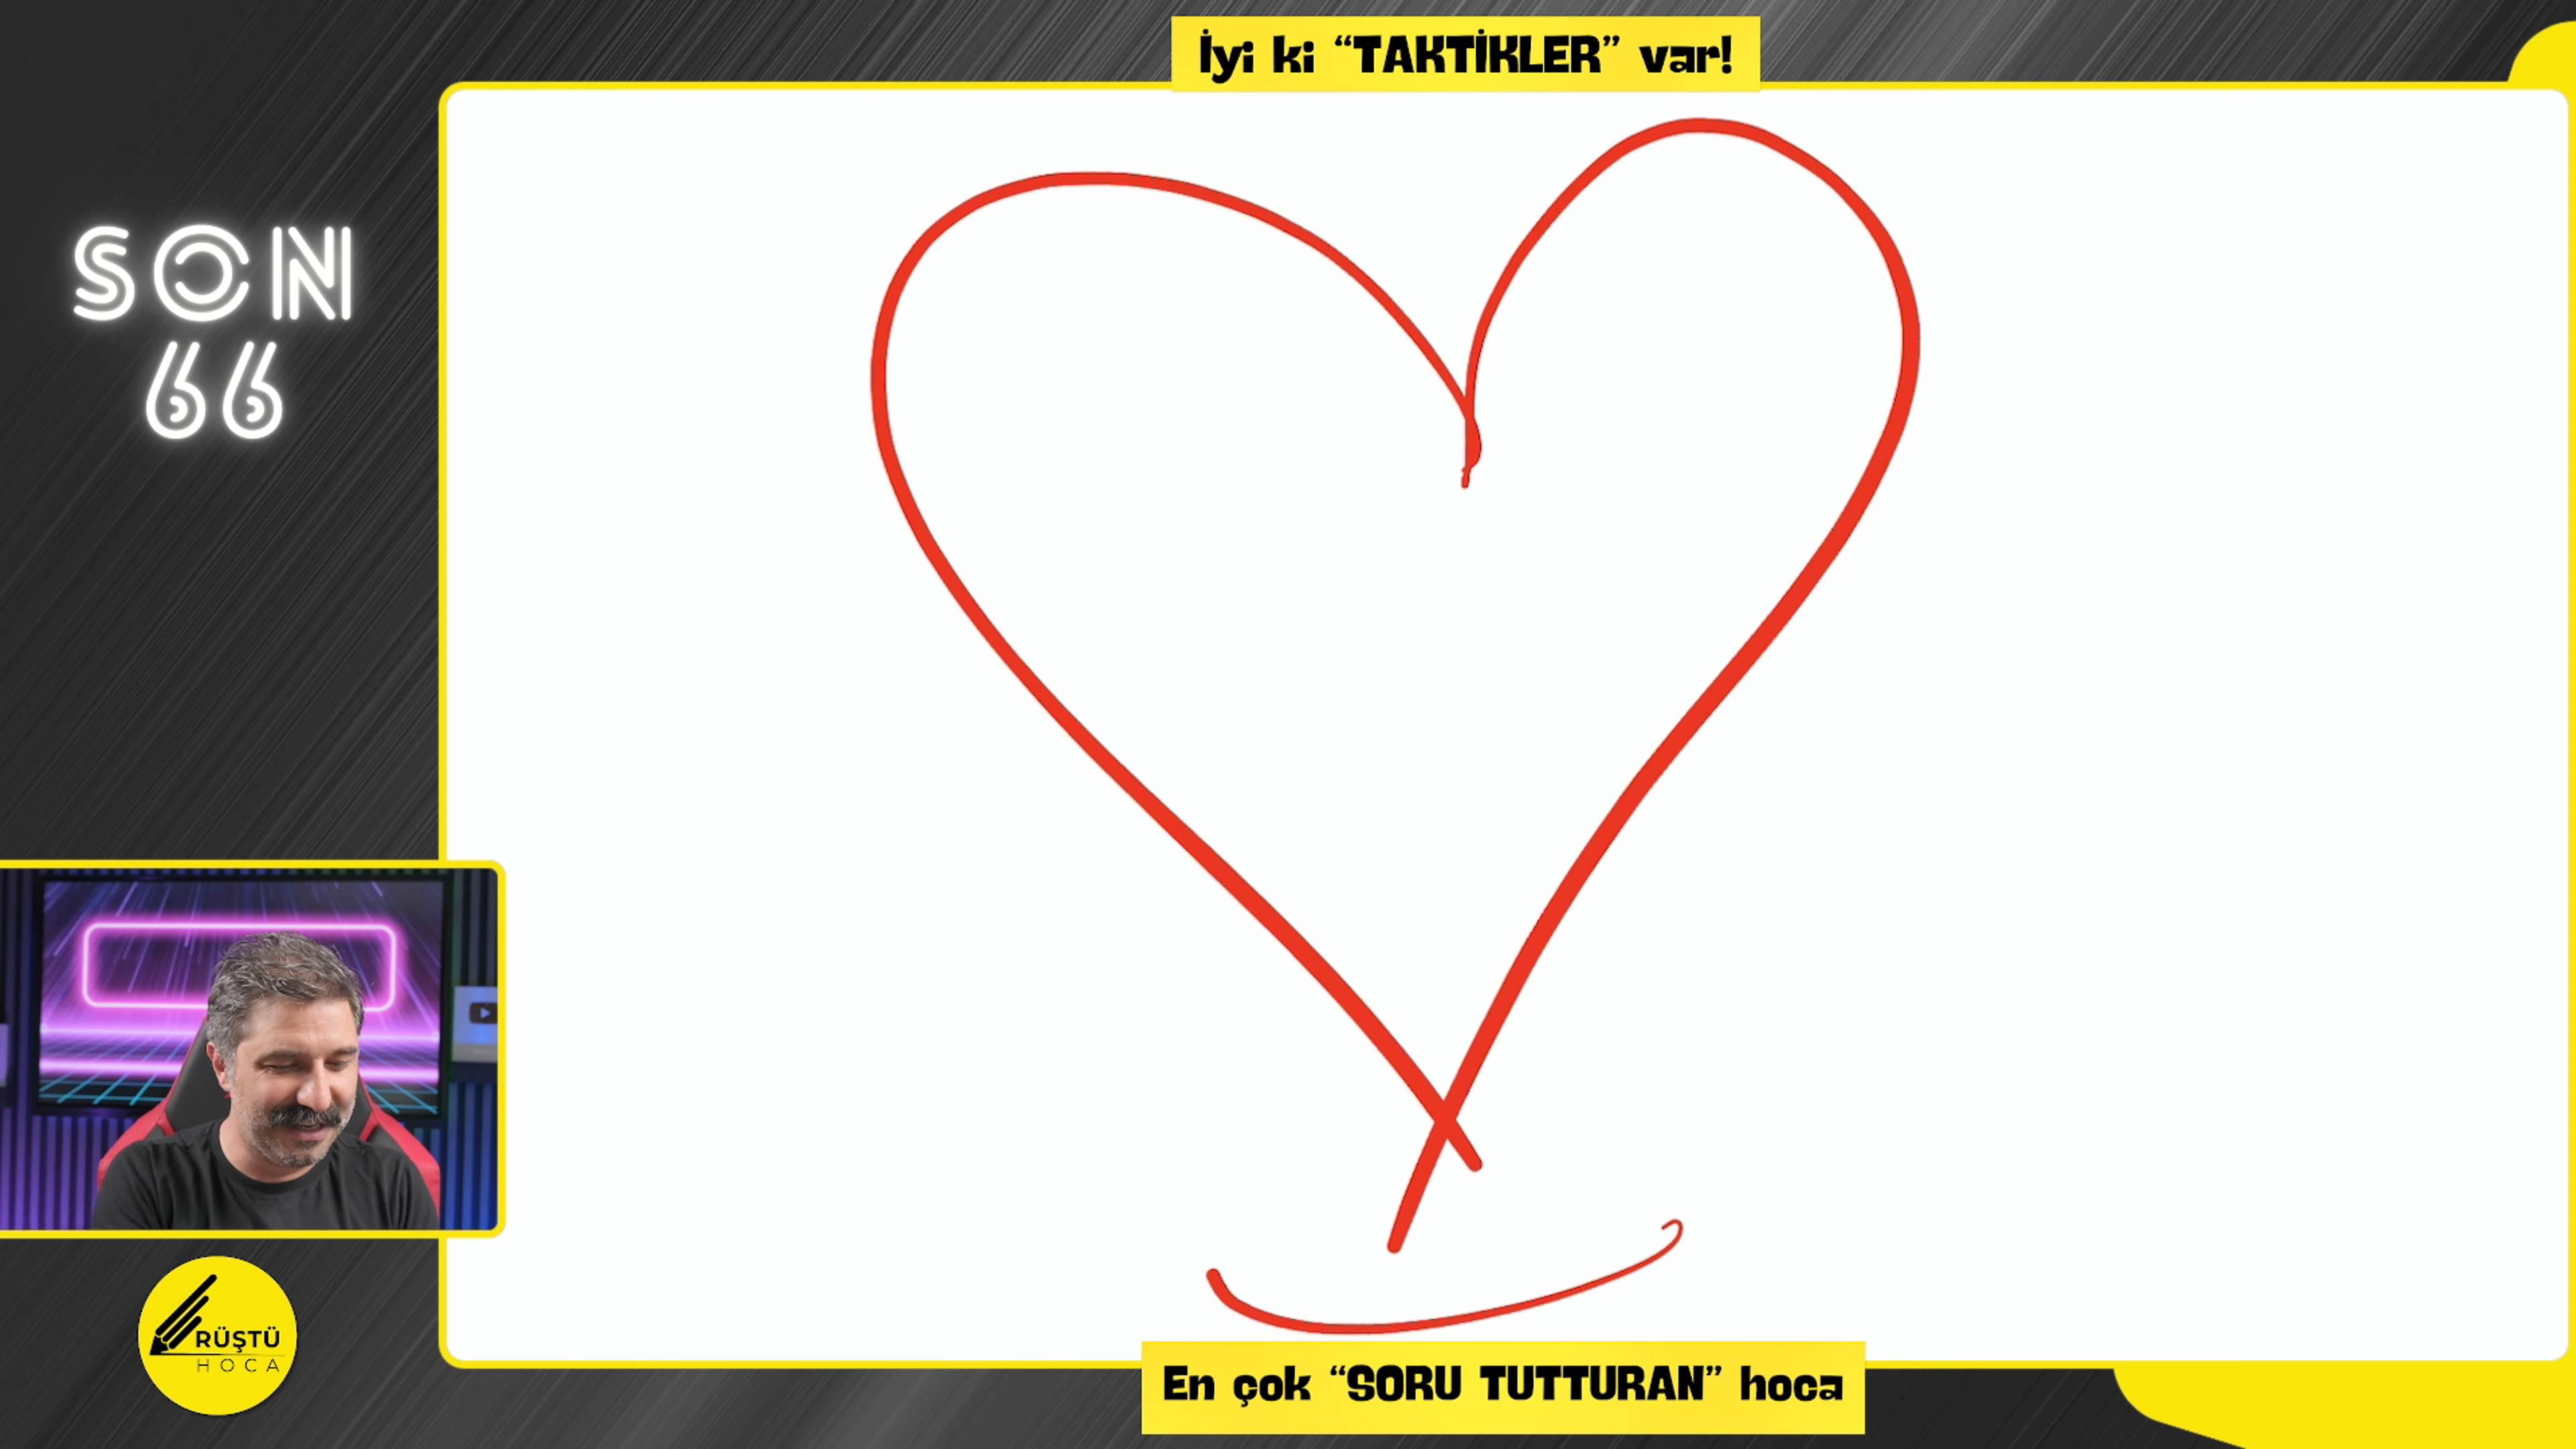 İyi ki “TAKTİKLER” var!
SON
66
RÜŞTÜ
HOCA
En çok “SORU TUTTURAN” hoca